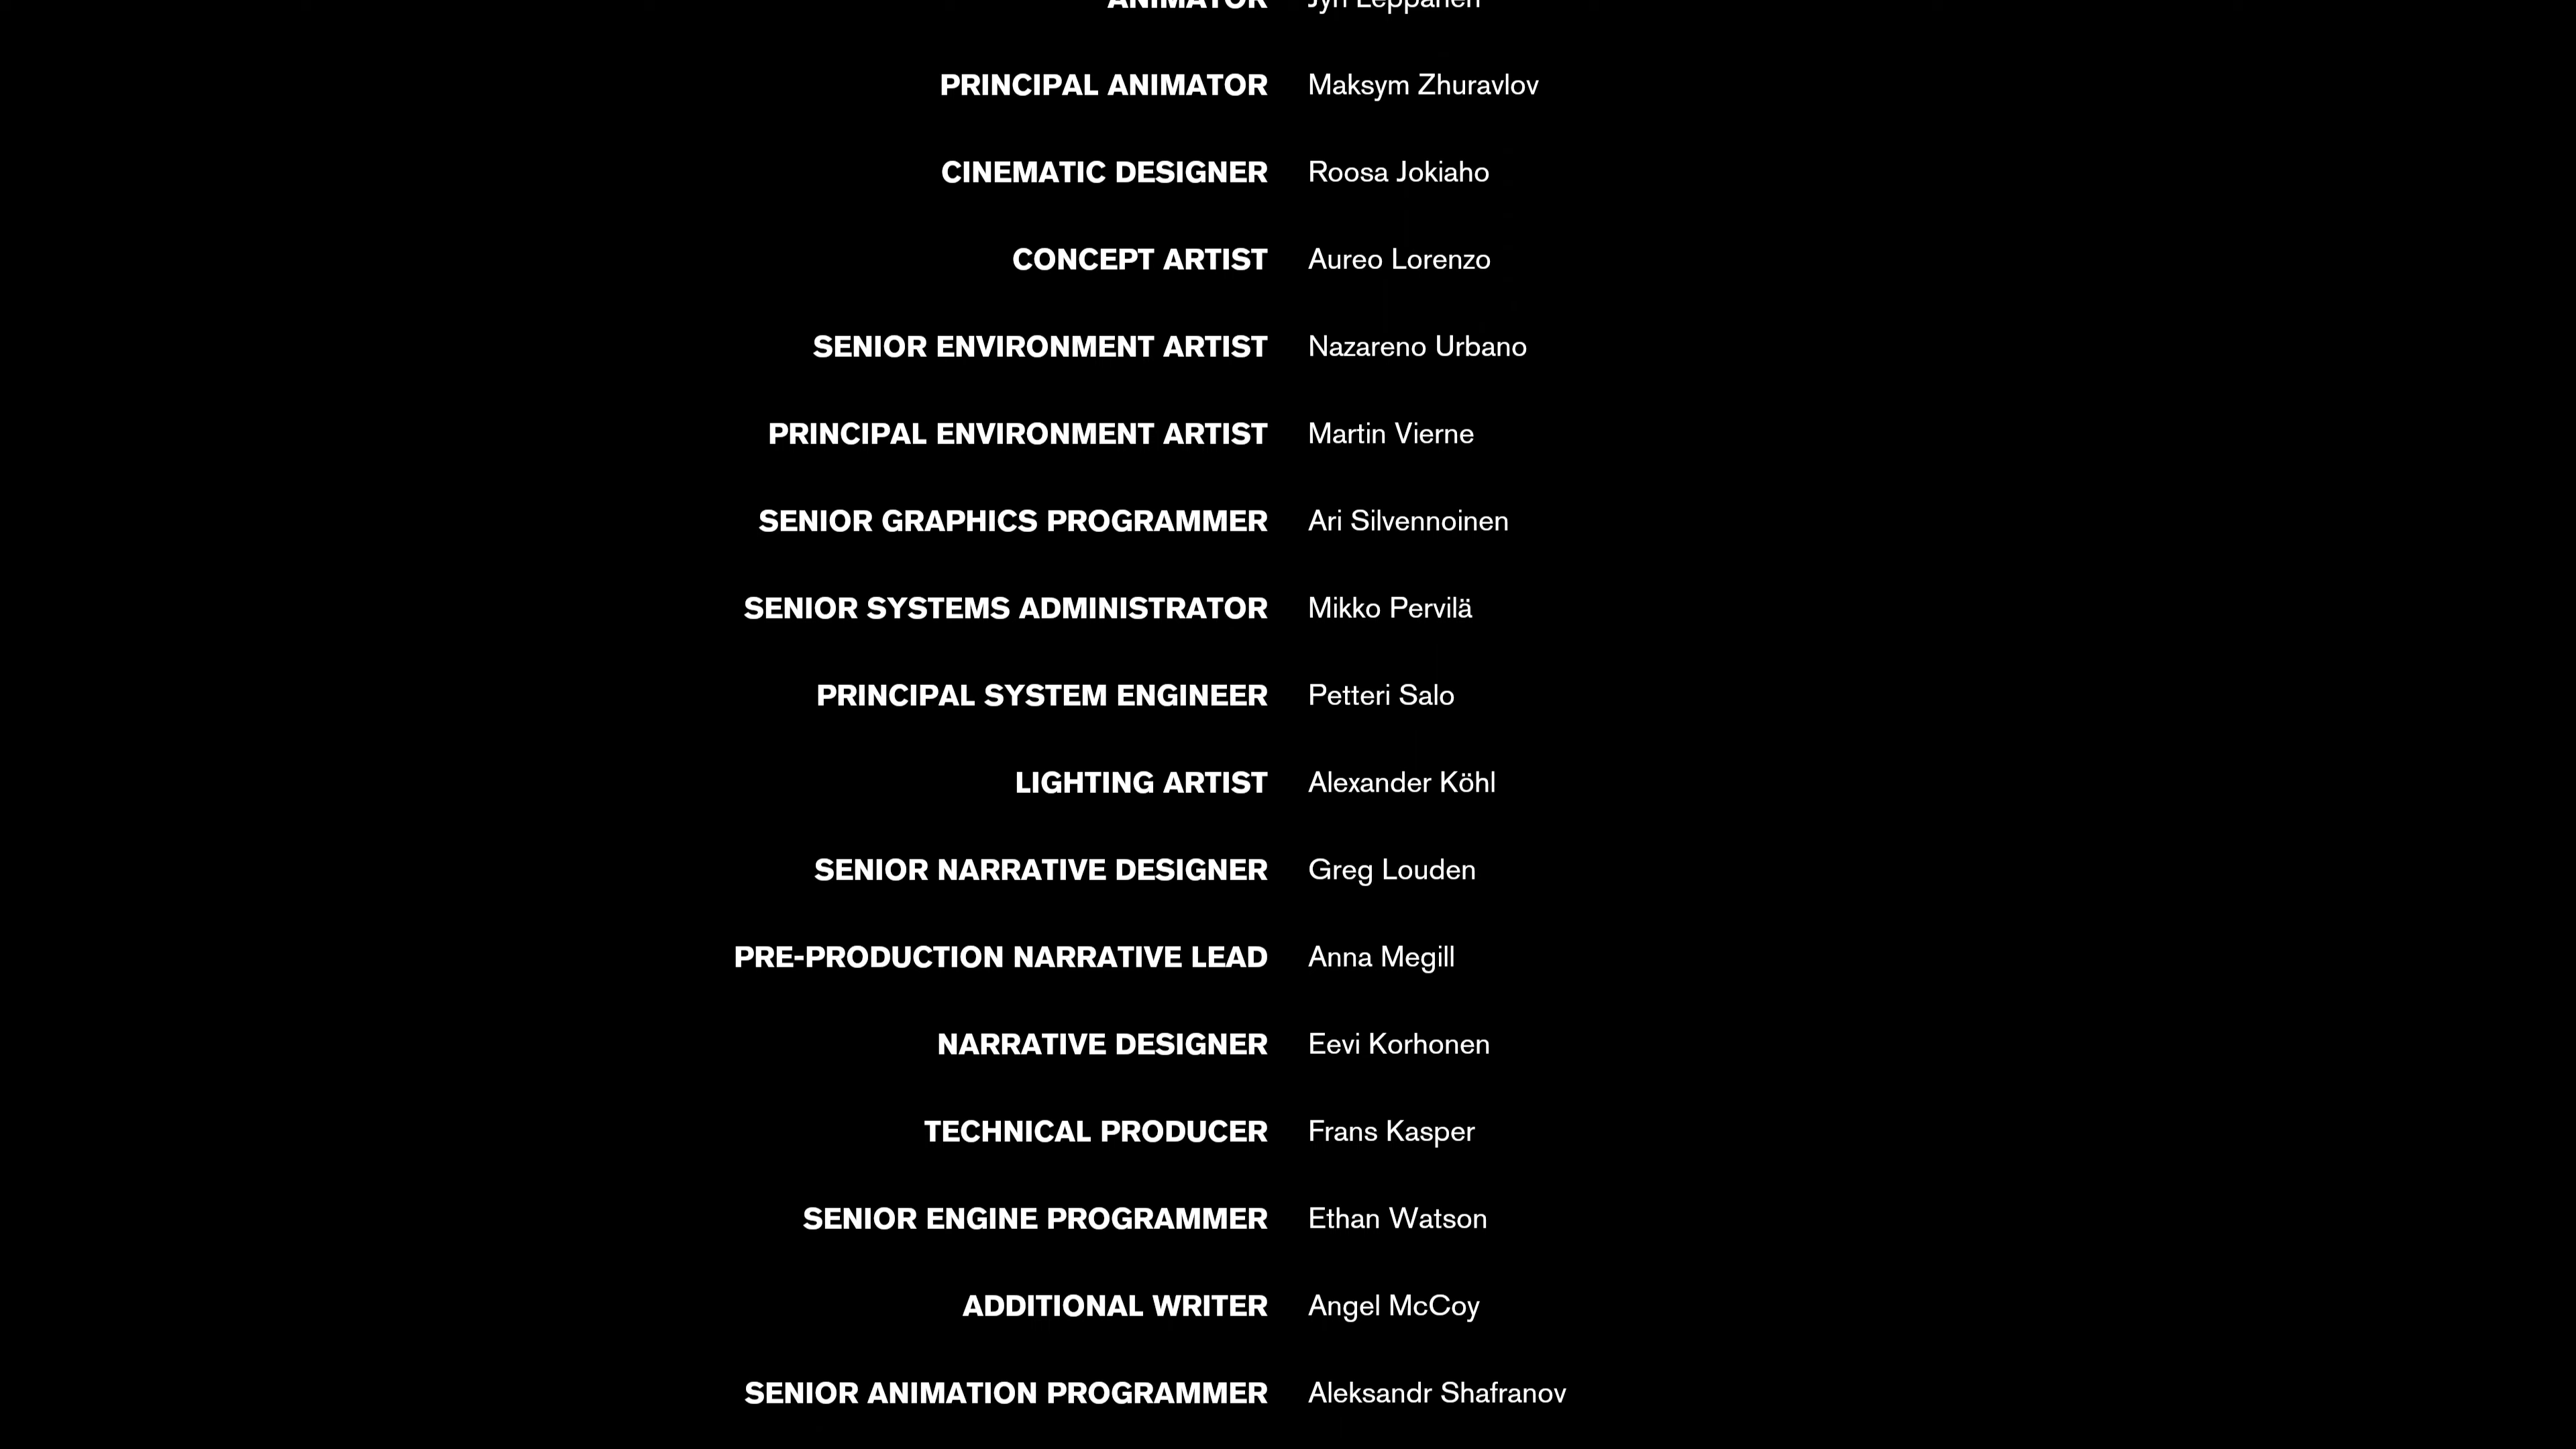 ANIMATOR Jyri Leppänen
PRINCIPAL ANIMATOR Maksym Zhuravlov
CINEMATIC DESIGNER Roosa Jokiaho
CONCEPT ARTIST Aureo Lorenzo
SENIOR ENVIRONMENT ARTIST Nazareno Urbano
PRINCIPAL ENVIRONMENT ARTIST Martin Vierne
SENIOR GRAPHICS PROGRAMMER Ari Silvennoinen
SENIOR SYSTEMS ADMINISTRATOR Mikko Pervilä
PRINCIPAL SYSTEM ENGINEER Petteri Salo
LIGHTING ARTIST Alexander Köhl
SENIOR NARRATIVE DESIGNER Greg Louden
PRE-PRODUCTION NARRATIVE LEAD Anna Megill
NARRATIVE DESIGNER Eevi Korhonen
TECHNICAL PRODUCER Frans Kasper
SENIOR ENGINE PROGRAMMER Ethan Watson
ADDITIONAL WRITER Angel McCoy
SENIOR ANIMATION PROGRAMMER Aleksandr Shafranov